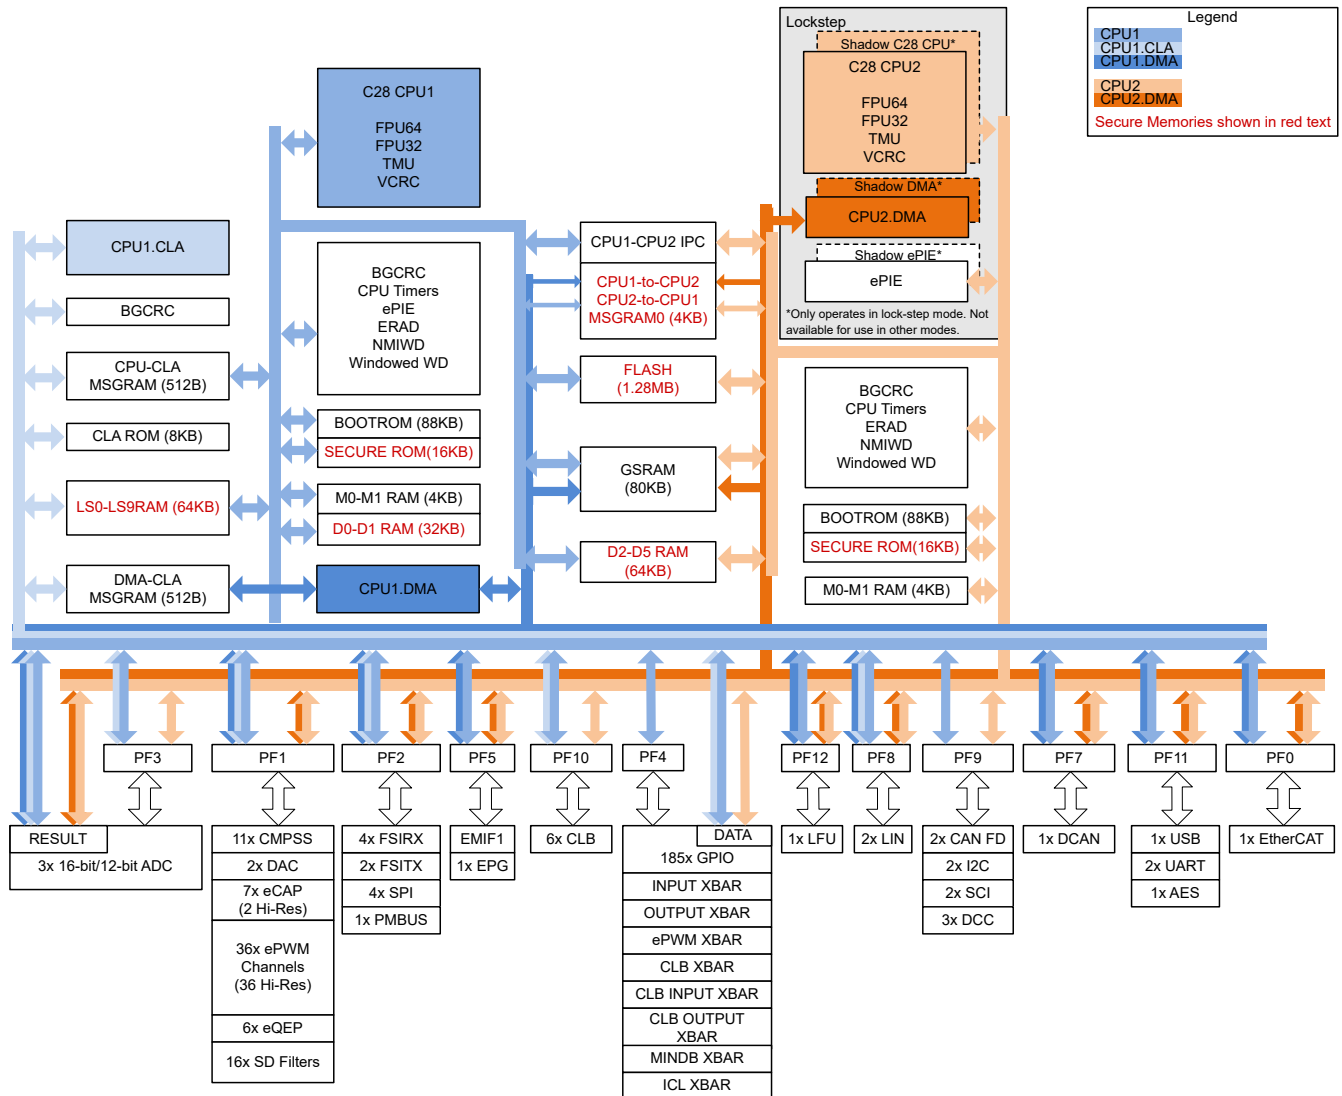 Lockstep
Shadow C28 CPU*
C28 CPU2
FPU64
FPU32
TMU
VCRC
Shadow DMA*
CPU2.DMA
Shadow ePIE*
ePIE
*Only operates in lock-step mode. Not
available for use in other modes.
Legend
CPU1
CPU1.CLA
CPU1.DMA
CPU2
CPU2.DMA
Secure Memories shown in red text
C28 CPU1
FPU64
FPU32
TMU
VCRC
CPU1.CLA
BGCRC
CPU-CLA
MSGRAM (512B)
CLA ROM (8KB)
LS0-LS9RAM (64KB)
DMA-CLA
MSGRAM (512B)
BGCRC
CPU Timers
ePIE
ERAD
NMIWD
Windowed WD
BOOTROM (88KB)
SECURE ROM(16KB)
M0-M1 RAM (4KB)
D0-D1 RAM (32KB)
CPU1.DMA
CPU1-CPU2 IPC
CPU1-to-CPU2
CPU2-to-CPU1
MSGRAM0 (4KB)
FLASH
(1.28MB)
GSRAM
(80KB)
D2-D5 RAM
(64KB)
BGCRC
CPU Timers
ERAD
NMIWD
Windowed WD
BOOTROM (88KB)
SECURE ROM(16KB)
M0-M1 RAM (4KB)
PF3
PF1
PF2
PF5
PF10
PF4
PF12
PF8
PF9
PF7
PF11
PF0
RESULT
3x 16-bit/12-bit ADC
11x CMPSS
2x DAC
7x eCAP
(2 Hi-Res)
36x ePWM
Channels
(36 Hi-Res)
6x eQEP
16x SD Filters
4x FSIRX
2x FSITX
4x SPI
1x PMBUS
EMIF1
1x EPG
6x CLB
DATA
185x GPIO
INPUT XBAR
OUTPUT XBAR
ePWM XBAR
CLB XBAR
CLB INPUT XBAR
CLB OUTPUT
XBAR
MINDB XBAR
ICL XBAR
1x LFU
2x LIN
2x CAN FD
2x I2C
2x SCI
3x DCC
1x DCAN
1x USB
2x UART
1x AES
1x EtherCAT